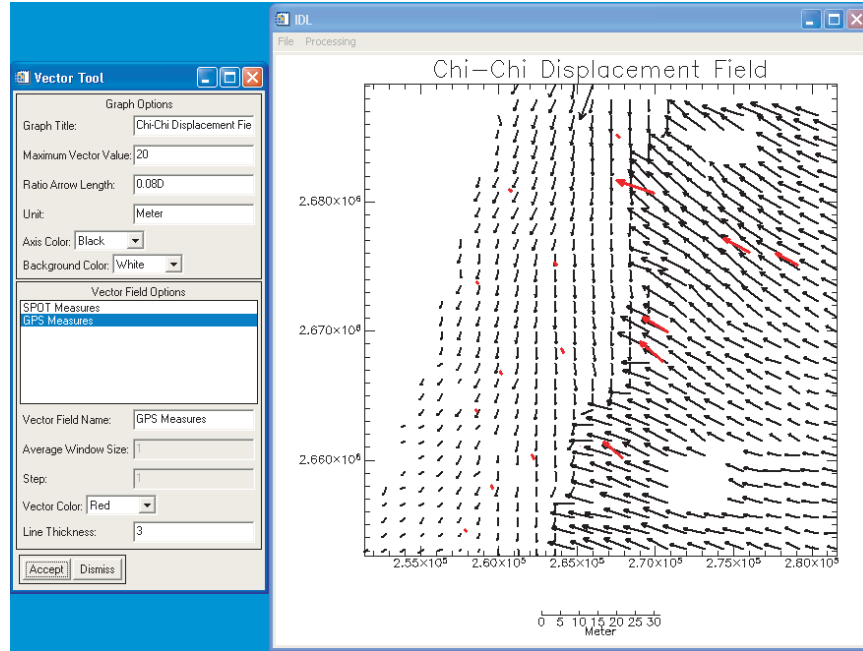 Vector Tool
Graph Options
Graph Title: Chi-Chi Displacement Fie
Maximum Vector Value: 20
Ratio Arrow Length: 0.08D
Unit: Meter
Axis Color: Black
Background Color: White
Vector Field Options
SPOT Measures
GPS Measures
Vector Field Name: GPS Measures
Average Window Size: 1
Step: 1
Vector Color: Red
Line Thickness: 3
Accept Dismiss
IDL
File Processing
Chi-Chi Displacement Field
2.680×10⁶
2.670×10⁶
2.660×10⁶
2.55×10⁵ 2.60×10⁵ 2.65×10⁵ 2.70×10⁵ 2.75×10⁵ 2.80×10⁵
0 5 10 15 20 25 30
Meter